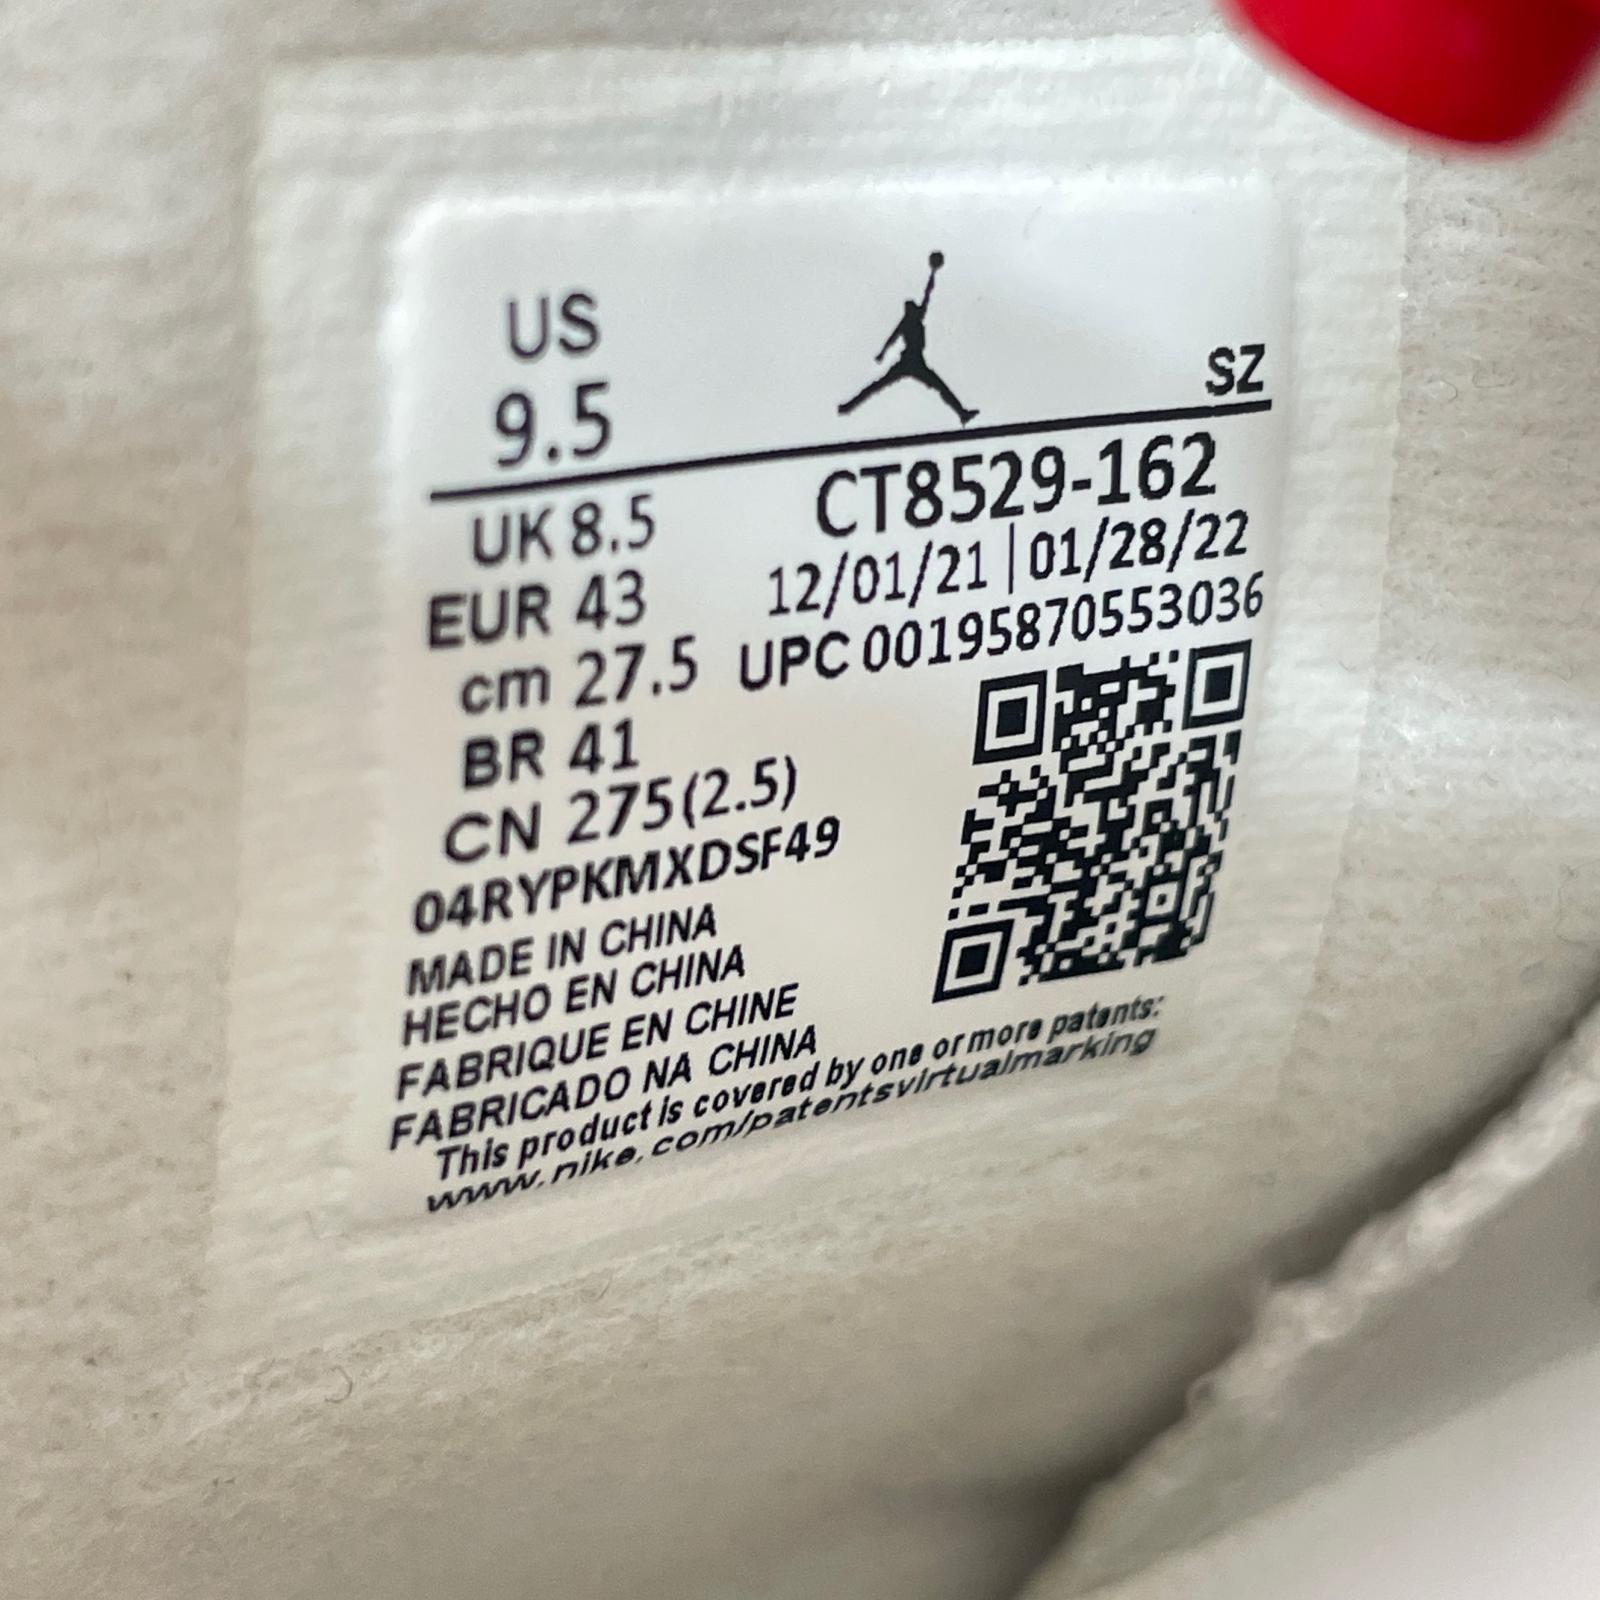 US
SZ
9.5
UK 8.5
CT8529-162
EUR 43
12/01/21 | 01/28/22
cm 27.5
UPC 00195870553036
BR 41
CN 275(2.5)
04RYPKMXDSF49
MADE IN CHINA
HECHO EN CHINA
FABRIQUE EN CHINE
FABRICADO NA CHINA
This product is covered by one or more patents:
www.nike.com/patentsvirtualmarking